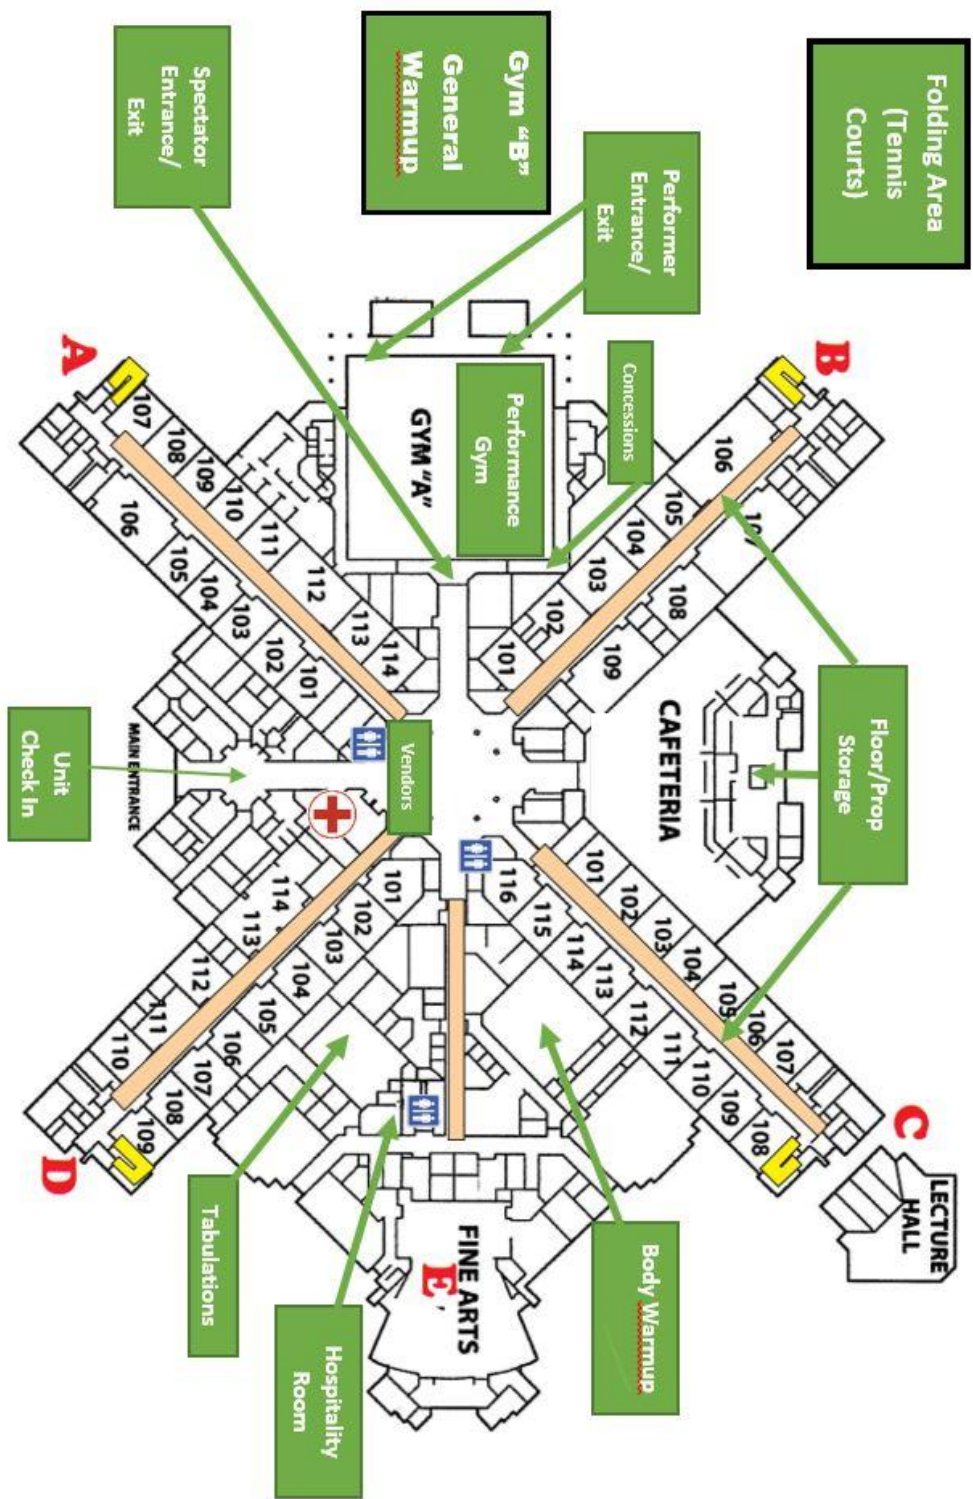 Folding Area
(Tennis
Courts)
LECTURE
HALL
Floor/Prop
Storage
B
C
Performer
Entrance/
Exit
Concessions
CAFETERIA
Body Warmup
106
105
104
103
102
101
108
109
101
102
103
104
105
106
107
108
109
110
111
112
113
114
115
116
Gym “B”
General
Warmup
Performance
Gym
GYM "A"
FINE ARTS
E
Vendors
Spectator
Entrance/
Exit
Hospitality
Room
Tabulations
107
108
109
110
111
112
113
114
106
105
104
103
102
101
101
102
103
104
105
106
107
108
109
114
113
112
111
110
A
D
MAIN ENTRANCE
Unit
Check In